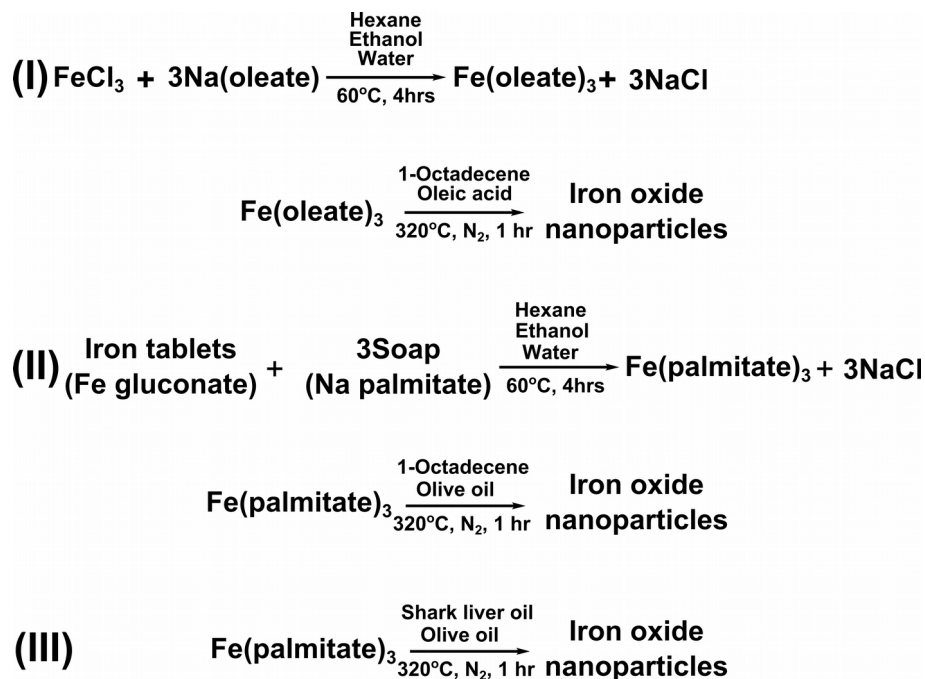 Hexane
Ethanol
Water
(I) FeCl₃ + 3Na(oleate) Fe(oleate)₃+ 3NaCl
60°C, 4hrs
1-Octadecene
Oleic acid
Fe(oleate)₃ Iron oxide nanoparticles
320°C, N₂, 1 hr
Hexane
Ethanol
Water
(II) Iron tablets (Fe gluconate) + 3Soap (Na palmitate) Fe(palmitate)₃ + 3NaCl
60°C, 4hrs
1-Octadecene
Olive oil
Fe(palmitate)₃ Iron oxide nanoparticles
320°C, N₂, 1 hr
Shark liver oil
Olive oil
(III) Fe(palmitate)₃ Iron oxide nanoparticles
320°C, N₂, 1 hr